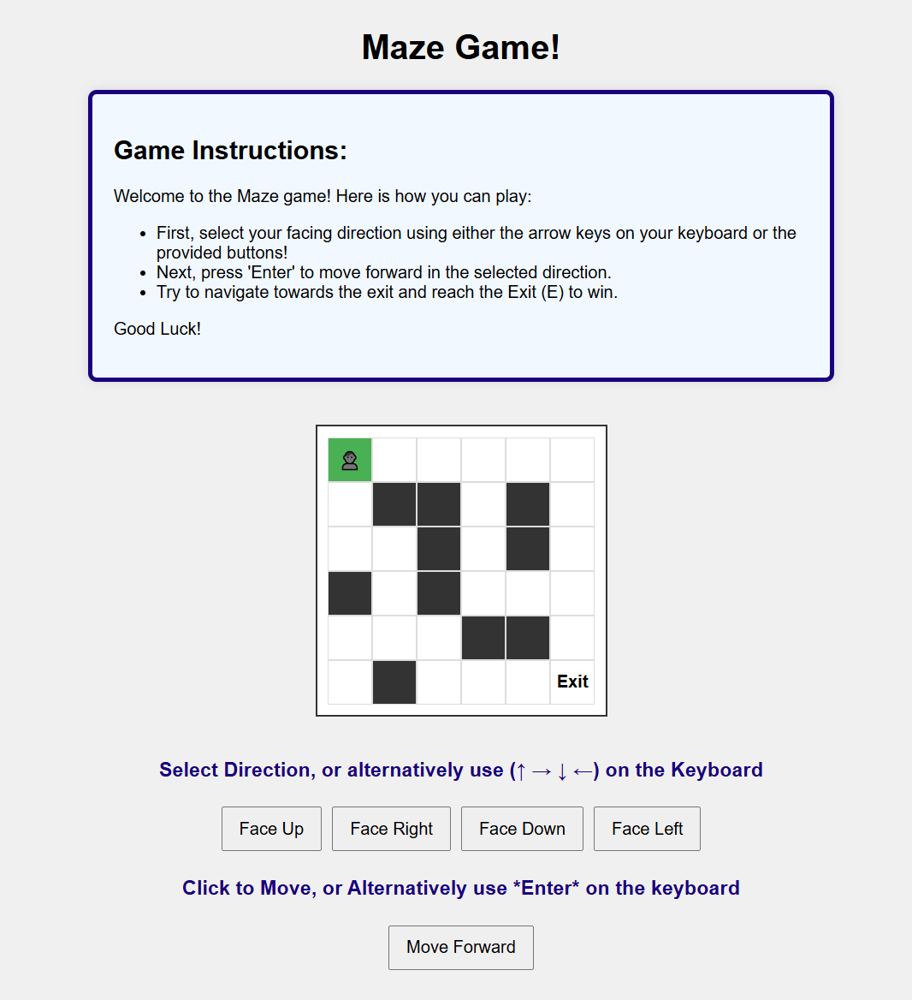 Maze Game!
Game Instructions:
Welcome to the Maze game! Here is how you can play:
• First, select your facing direction using either the arrow keys on your keyboard or the
provided buttons!
• Next, press 'Enter' to move forward in the selected direction.
• Try to navigate towards the exit and reach the Exit (E) to win.
Good Luck!
Exit
Select Direction, or alternatively use (↑ → ↓ ←) on the Keyboard
Face Up
Face Right
Face Down
Face Left
Click to Move, or Alternatively use *Enter* on the keyboard
Move Forward